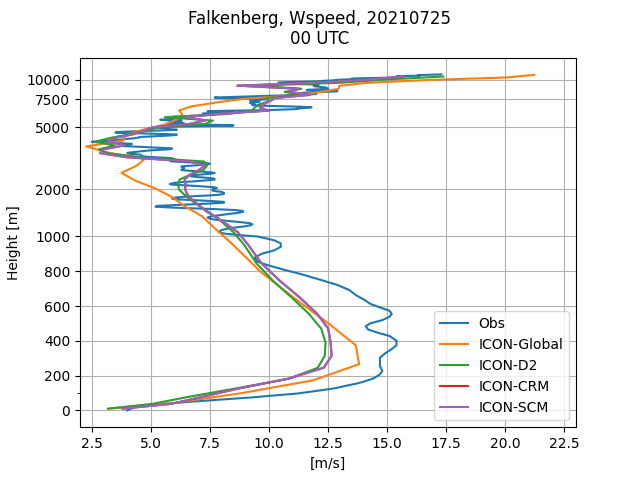 Falkenberg, Wspeed, 20210725
00 UTC
10000
7500
5000
2000
1000
800
600
400
200
0
Height [m]
Obs
ICON-Global
ICON-D2
ICON-CRM
ICON-SCM
2.5 5.0 7.5 10.0 12.5 15.0 17.5 20.0 22.5
[m/s]